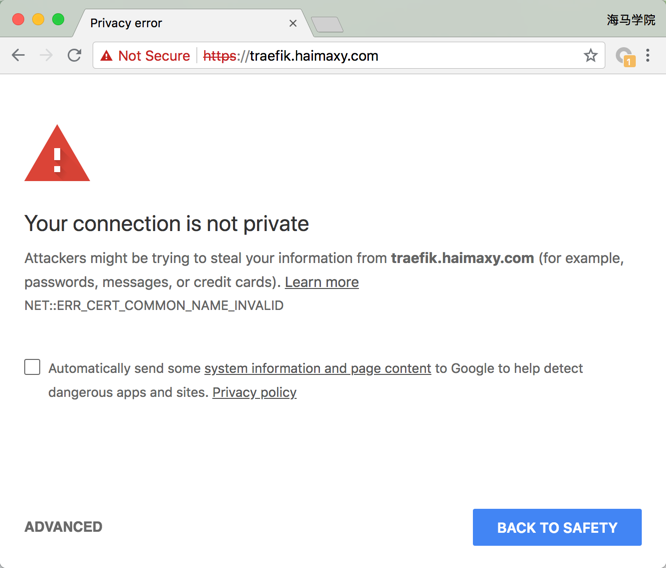 Privacy error
海马学院
Not Secure https://traefik.haimaxy.com
1
Your connection is not private
Attackers might be trying to steal your information from traefik.haimaxy.com (for example,
passwords, messages, or credit cards). Learn more
NET::ERR_CERT_COMMON_NAME_INVALID
Automatically send some system information and page content to Google to help detect
dangerous apps and sites. Privacy policy
ADVANCED
BACK TO SAFETY